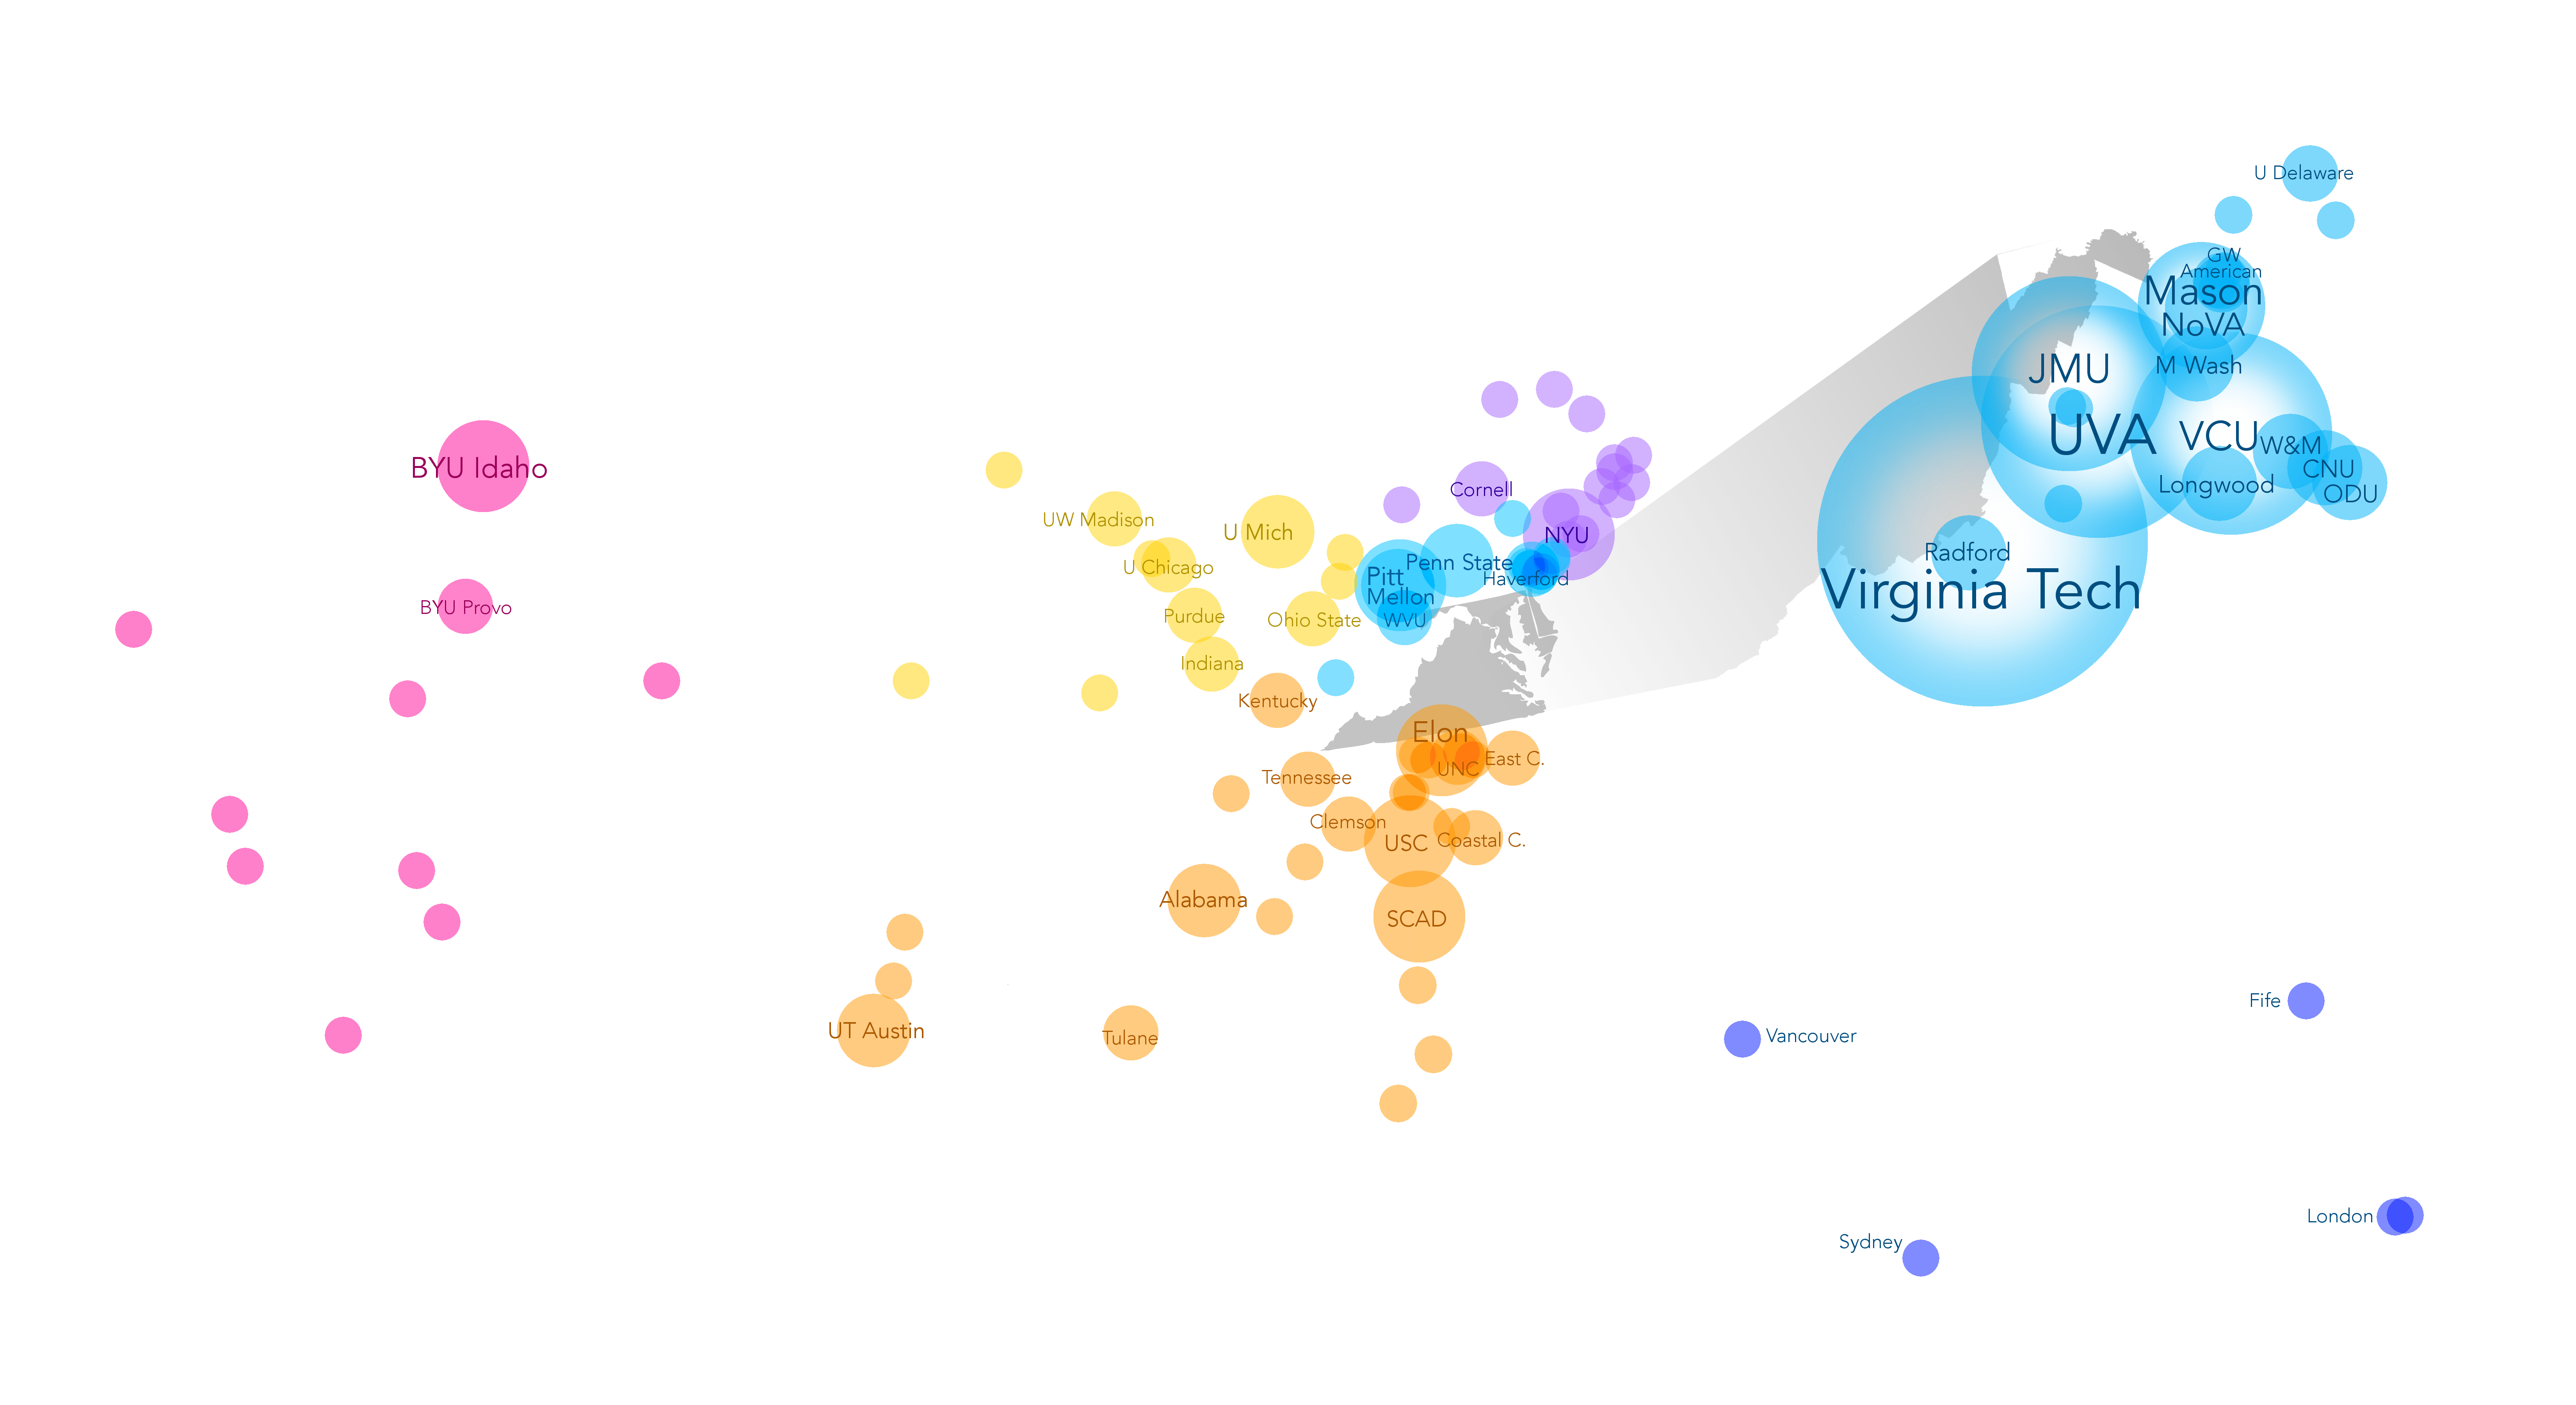 U Delaware
GW
American
Mason
NoVA
M Wash
JMU
UVA
VCU
W&M
CNU
ODU
Longwood
Radford
Virginia Tech
BYU Idaho
BYU Provo
UW Madison
U Chicago
U Mich
Purdue
Ohio State
Indiana
Cornell
NYU
Penn State
Pitt
Mellon
Haverford
WVU
Kentucky
Elon
UNC
East C.
Tennessee
Clemson
USC
Coastal C.
Alabama
SCAD
UT Austin
Tulane
Vancouver
Fife
London
Sydney